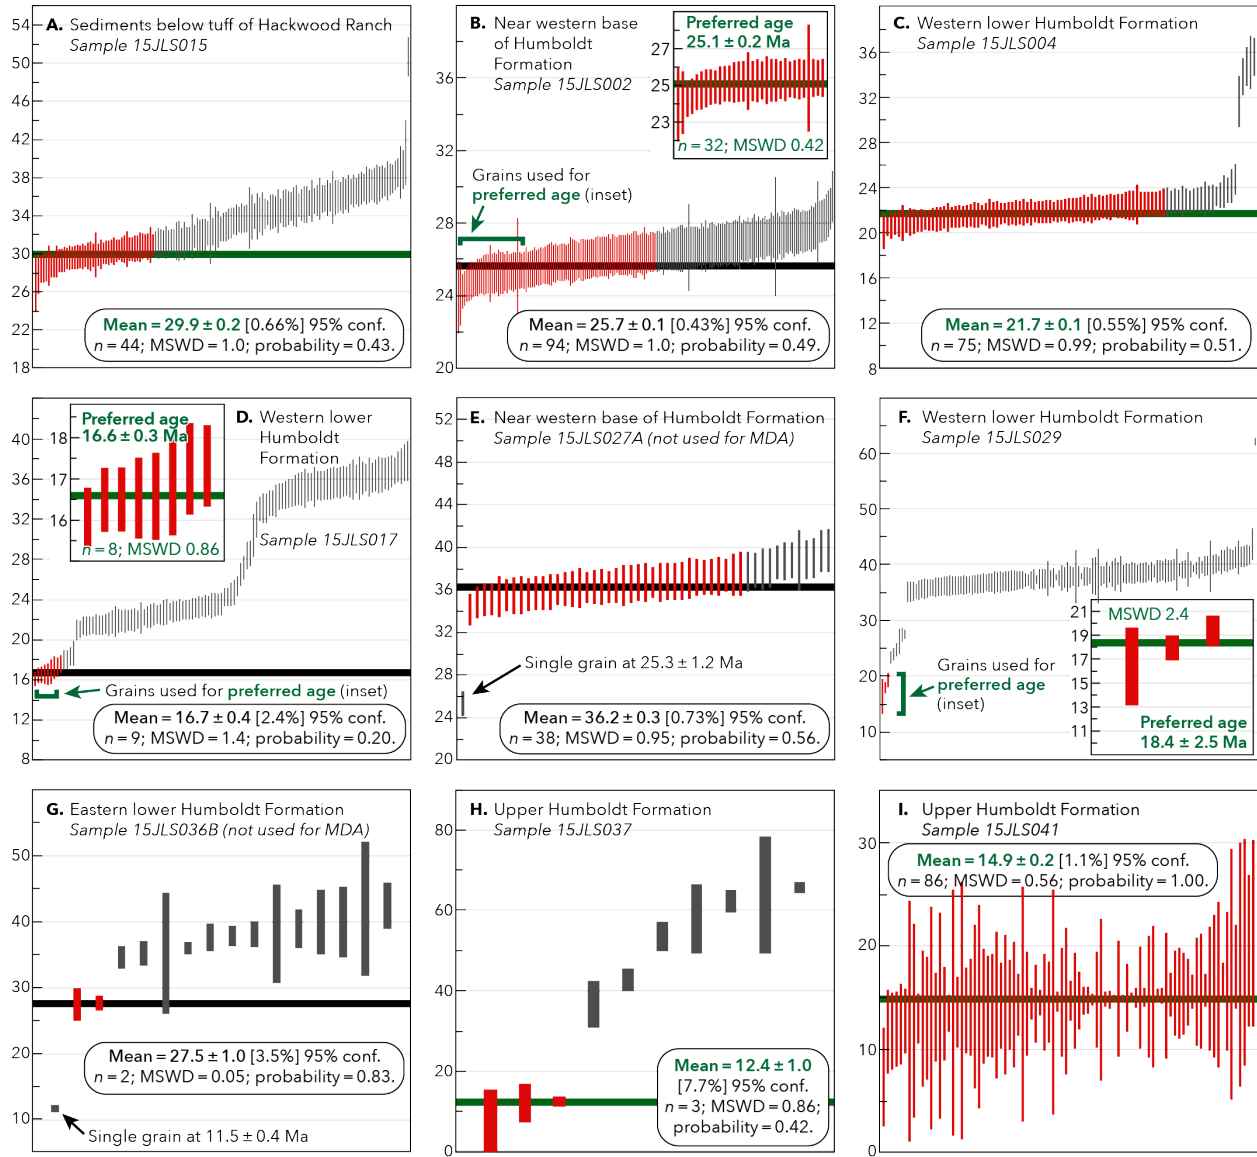 A. Sediments below tuff of Hackwood Ranch
Sample 15JLS015
54
50
46
42
38
34
30
26
22
18
Mean = 29.9 ± 0.2 [0.66%] 95% conf.
n = 44; MSWD = 1.0; probability = 0.43.
B. Near western base
of Humboldt
Formation
Sample 15JLS002
36
32
28
24
20
Preferred age
25.1 ± 0.2 Ma
27
25
23
n = 32; MSWD 0.42
Grains used for
preferred age (inset)
Mean = 25.7 ± 0.1 [0.43%] 95% conf.
n = 94; MSWD = 1.0; probability = 0.49.
C. Western lower Humboldt Formation
Sample 15JLS004
36
32
28
24
20
16
12
8
Mean = 21.7 ± 0.1 [0.55%] 95% conf.
n = 75; MSWD = 0.99; probability = 0.51.
D. Western lower
Humboldt
Formation
Sample 15JLS017
40
36
32
28
24
20
16
12
8
Preferred age
16.6 ± 0.3 Ma
18
17
16
n = 8; MSWD 0.86
Grains used for preferred age (inset)
Mean = 16.7 ± 0.4 [2.4%] 95% conf.
n = 9; MSWD = 1.4; probability = 0.20.
E. Near western base of Humboldt Formation
Sample 15JLS027A (not used for MDA)
52
48
44
40
36
32
28
24
20
Single grain at 25.3 ± 1.2 Ma
Mean = 36.2 ± 0.3 [0.73%] 95% conf.
n = 38; MSWD = 0.95; probability = 0.56.
F. Western lower Humboldt Formation
Sample 15JLS029
60
50
40
30
20
10
Grains used for
preferred age
(inset)
21
19
17
15
13
11
MSWD 2.4
Preferred age
18.4 ± 2.5 Ma
G. Eastern lower Humboldt Formation
Sample 15JLS036B (not used for MDA)
50
40
30
20
10
Mean = 27.5 ± 1.0 [3.5%] 95% conf.
n = 2; MSWD = 0.05; probability = 0.83.
Single grain at 11.5 ± 0.4 Ma
H. Upper Humboldt Formation
Sample 15JLS037
80
60
40
20
0
Mean = 12.4 ± 1.0
[7.7%] 95% conf.
n = 3; MSWD = 0.86;
probability = 0.42.
I. Upper Humboldt Formation
Sample 15JLS041
30
20
10
0
Mean = 14.9 ± 0.2 [1.1%] 95% conf.
n = 86; MSWD = 0.56; probability = 1.00.